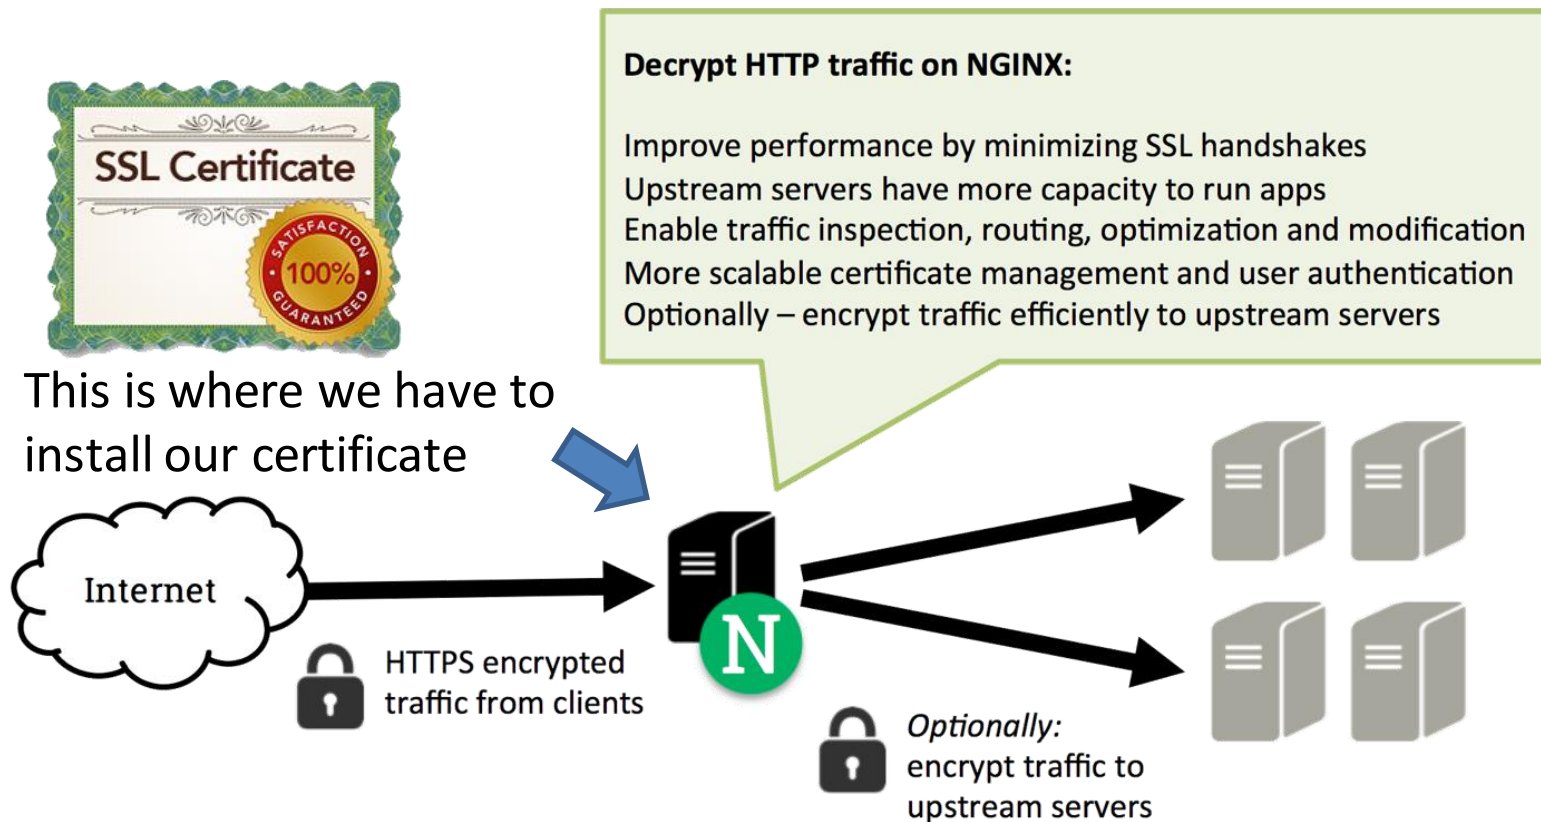 Decrypt HTTP traffic on NGINX:
Improve performance by minimizing SSL handshakes
Upstream servers have more capacity to run apps
Enable traffic inspection, routing, optimization and modification
More scalable certificate management and user authentication
Optionally – encrypt traffic efficiently to upstream servers
SSL Certificate
SATISFACTION
100%
GUARANTEED
This is where we have to
install our certificate
Internet
HTTPS encrypted
traffic from clients
N
Optionally:
encrypt traffic to
upstream servers